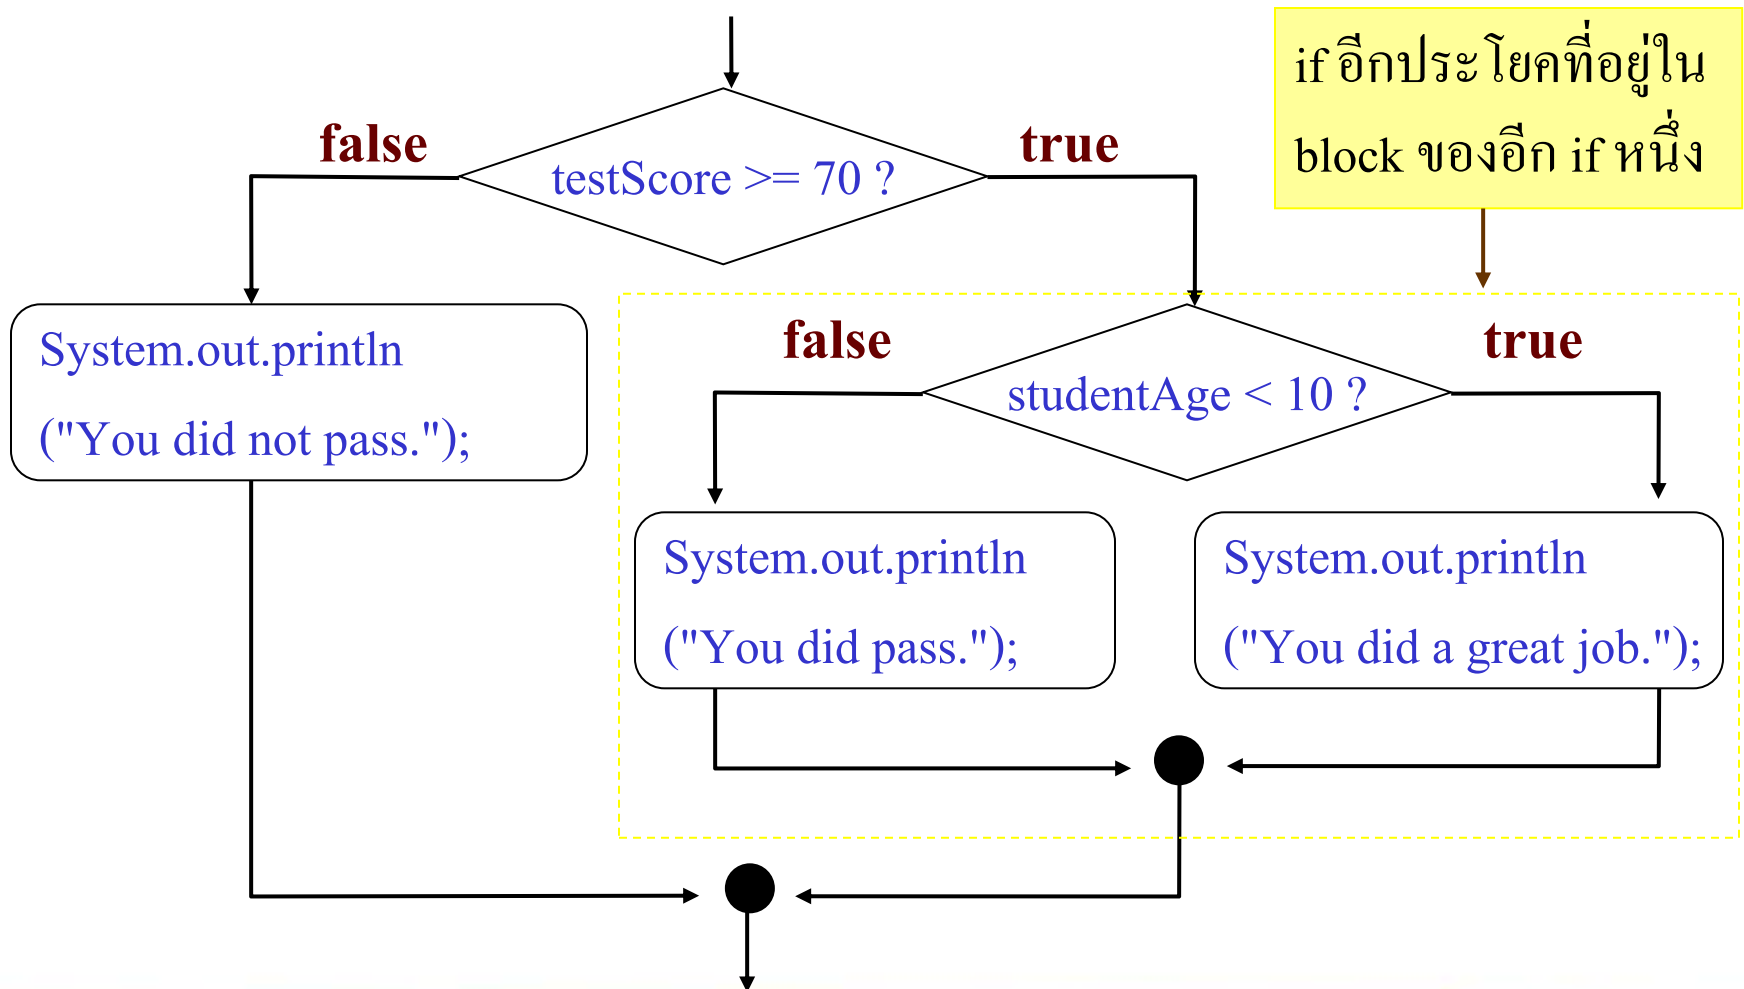 if อีกประโยคที่อยู่ใน
block ของอีก if หนึ่ง
false
true
testScore >= 70 ?
System.out.println
("You did not pass.");
false
true
studentAge < 10 ?
System.out.println
("You did pass.");
System.out.println
("You did a great job.");